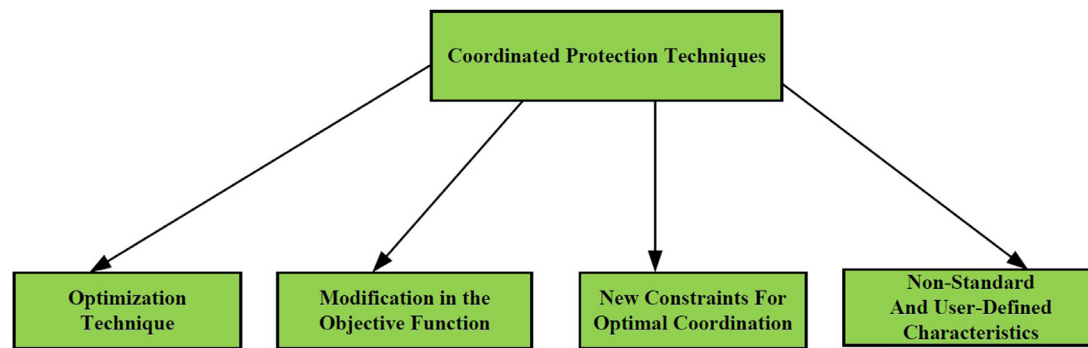 Coordinated Protection Techniques
Optimization
Technique
Modification in the
Objective Function
New Constraints For
Optimal Coordination
Non-Standard
And User-Defined
Characteristics